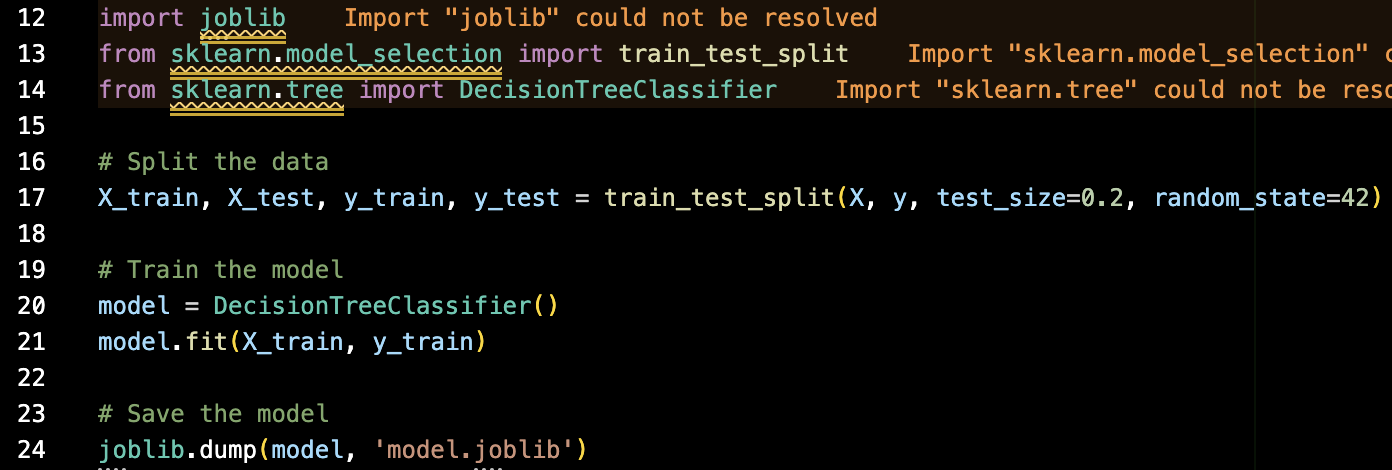 12 import joblib Import "joblib" could not be resolved
13 from sklearn.model_selection import train_test_split Import "sklearn.model_selection"
14 from sklearn.tree import DecisionTreeClassifier Import "sklearn.tree" could not be
15
16 # Split the data
17 X_train, X_test, y_train, y_test = train_test_split(X, y, test_size=0.2, random_state=42)
18
19 # Train the model
20 model = DecisionTreeClassifier()
21 model.fit(X_train, y_train)
22
23 # Save the model
24 joblib.dump(model, 'model.joblib')